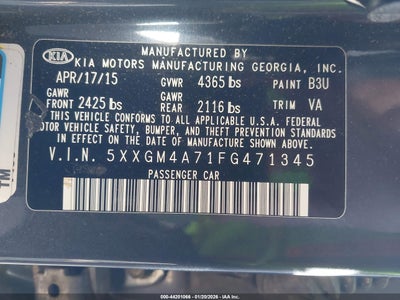 MANUFACTURED BY
KIA KIA MOTORS MANUFACTURING GEORGIA, INC.
APR/17/15 GVWR 4365 lbs PAINT B3U
GAWR GAWR
FRONT 2425 lbs REAR 2116 lbs TRIM VA
THIS VEHICLE CONFORMS TO ALL APPLICABLE U.S.A. FEDERAL
MOTOR VEHICLE SAFETY, BUMPER, AND THEFT PREVENTION
STANDARDS IN EFFECT ON THE DATE OF MANUFACTURE SHOWN ABOVE.
V.I.N. 5XXGM4A71FG471345
PASSENGER CAR
TM
000-44201066 - 01/20/2026 - IAA Inc.